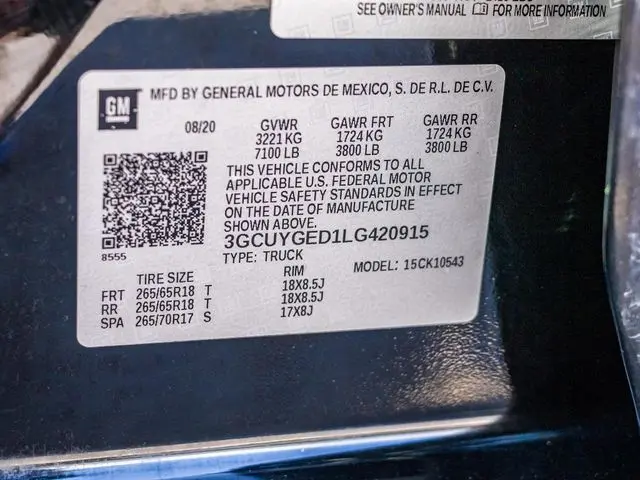 SEE OWNER'S MANUAL FOR MORE INFORMATION
GM
MFD BY GENERAL MOTORS DE MEXICO, S. DE R.L. DE C.V.
08/20 GVWR GAWR FRT GAWR RR
3221 KG 1724 KG 1724 KG
7100 LB 3800 LB 3800 LB
THIS VEHICLE CONFORMS TO ALL
APPLICABLE U.S. FEDERAL MOTOR
VEHICLE SAFETY STANDARDS IN EFFECT
ON THE DATE OF MANUFACTURE
SHOWN ABOVE.
3GCUYGED1LG420915
8555 TYPE: TRUCK MODEL: 15CK10543
TIRE SIZE RIM
FRT 265/65R18 T 18X8.5J
RR 265/65R18 T 18X8.5J
SPA 265/70R17 S 17X8J